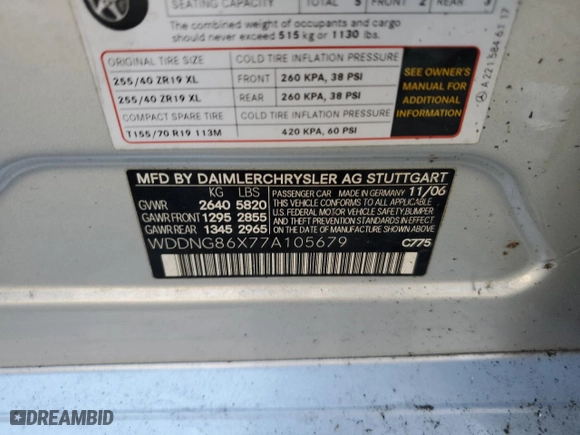 SEATING CAPACITY TOTAL 5 FRONT 2 REAR 3
The combined weight of occupants and cargo
should never exceed 515 kg or 1130 lbs.
ORIGINAL TIRE SIZE COLD TIRE INFLATION PRESSURE
255/40 ZR19 XL FRONT 260 KPA, 38 PSI
255/40 ZR19 XL REAR 260 KPA, 38 PSI
COMPACT SPARE TIRE COLD TIRE INFLATION PRESSURE
T155/70 R19 113M 420 KPA, 60 PSI
SEE OWNER'S
MANUAL FOR
ADDITIONAL
INFORMATION
A 221 584 63 17
MFD BY DAIMLERCHRYSLER AG STUTTGART
KG LBS PASSENGER CAR MADE IN GERMANY 11/06
GVWR 2640 5820
GAWR FRONT 1295 2855
GAWR REAR 1345 2965
THIS VEHICLE CONFORMS TO ALL APPLICABLE
U.S. FEDERAL MOTOR VEHICLE SAFETY, BUMPER
AND THEFT PREVENTION STANDARDS IN EFFECT
ON THE DATE OF MANUFACTURE SHOWN ABOVE.
WDDNG86X77A105679 C775
DREAMBID